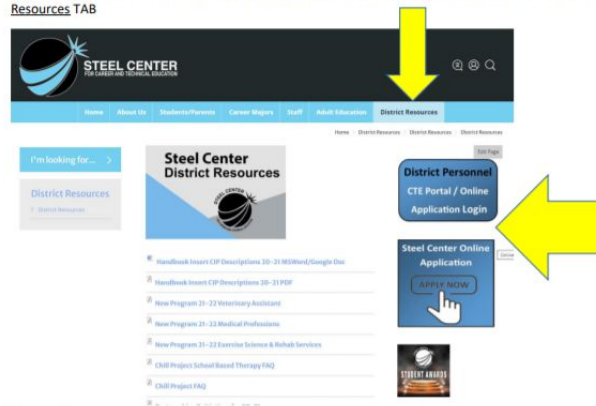 Resources TAB
STEEL CENTER
FOR CAREER AND TECHNICAL EDUCATION
Home About Us Students/Parents Career Majors Staff Adult Education District Resources
Home District Resources District Resources District Resources
I'm looking for... >
Edit Page
Steel Center
District Resources
STEEL CENTER
District Resources
District Resources
District Personnel
CTE Portal / Online
Application Login
Steel Center Online
Application
APPLY NOW
Handbook Insert CIP Descriptions 20-21 MSWord/Google Doc
Handbook Insert CIP Descriptions 20-21 PDF
New Program 21-22 Veterinary Assistant
New Program 21-22 Medical Professions
New Program 21-22 Exercise Science & Rehab Services
Chill Project School Based Therapy FAQ
Chill Project FAQ
STUDENT AWARDS